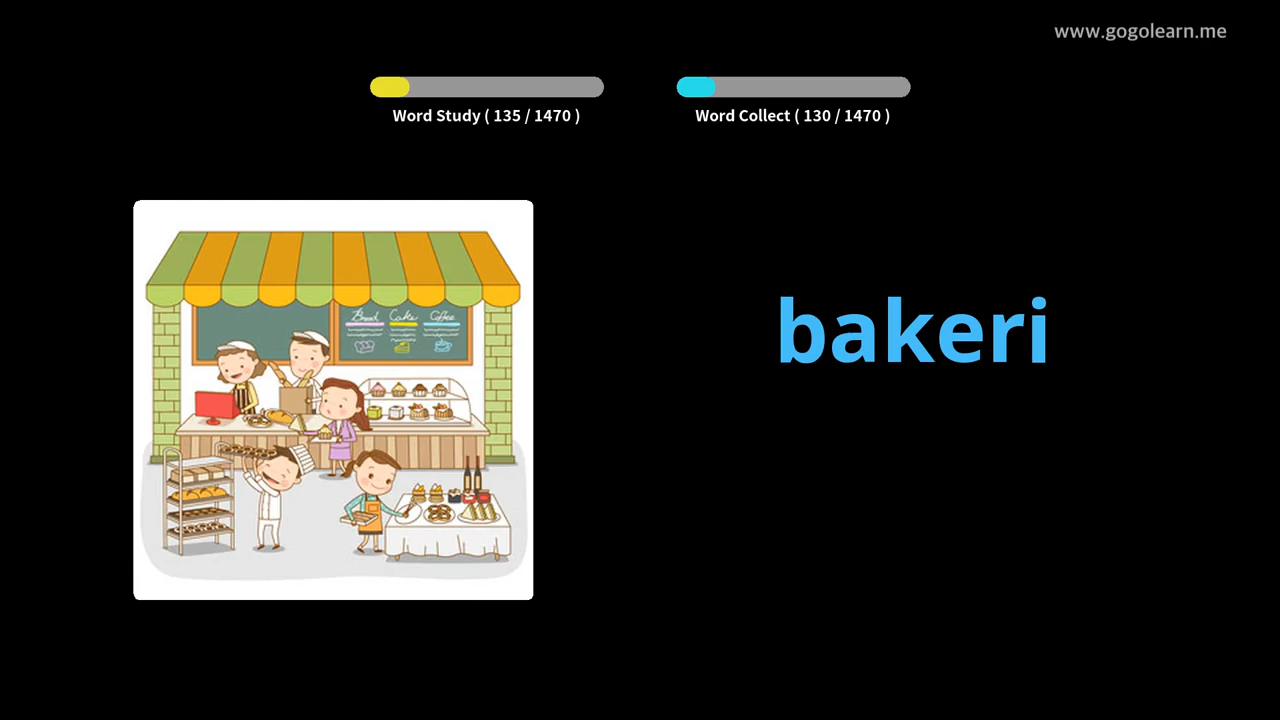 www.gogolearn.me
Word Study ( 135 / 1470 )
Word Collect ( 130 / 1470 )
Bread Cake Coffee
bakeri